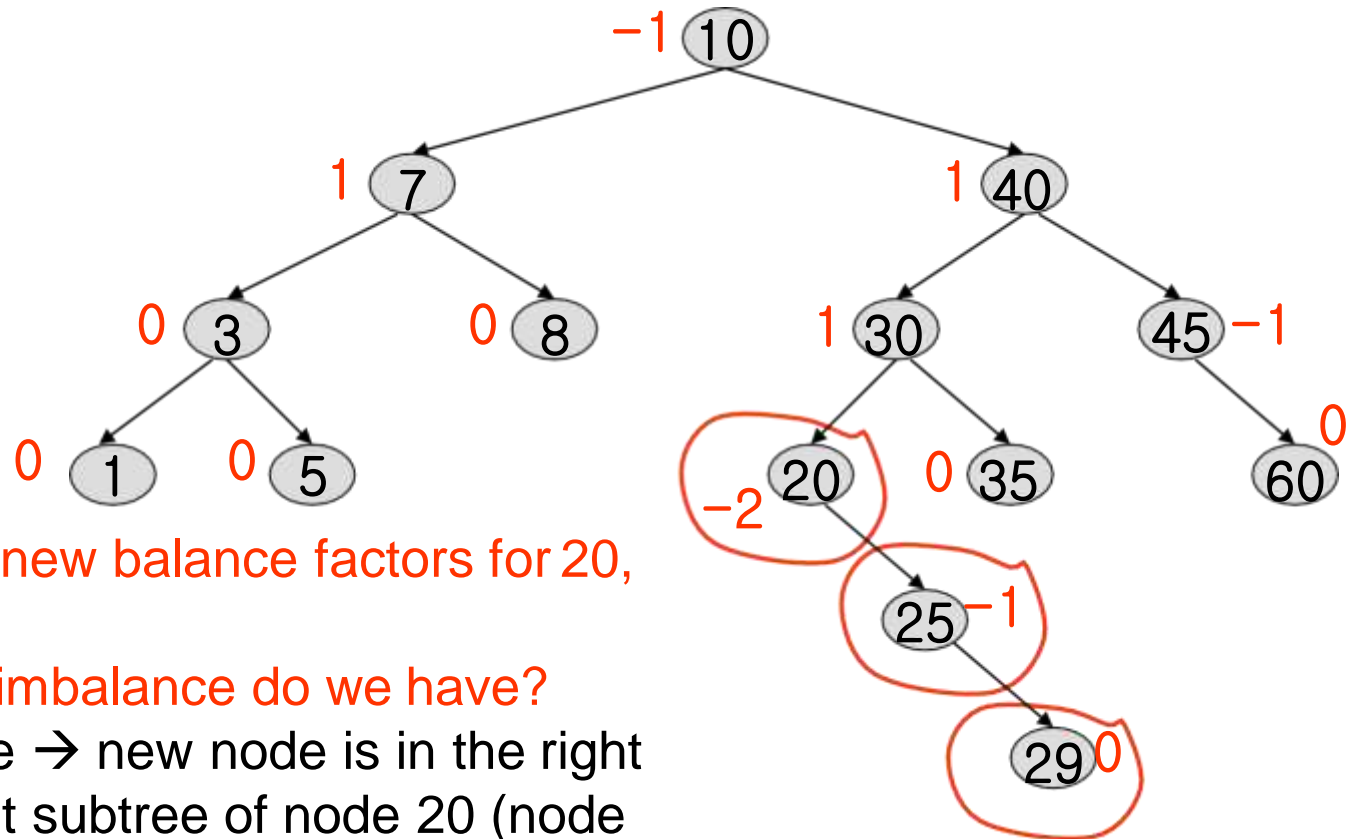 -1 10
1 7 1 40
0 3 0 8 1 30 45 -1
0 1 0 5 20 -2 0 35 60 0
new balance factors for 20,
25 -1
imbalance do we have?
e → new node is in the right
29 0
t subtree of node 20 (node